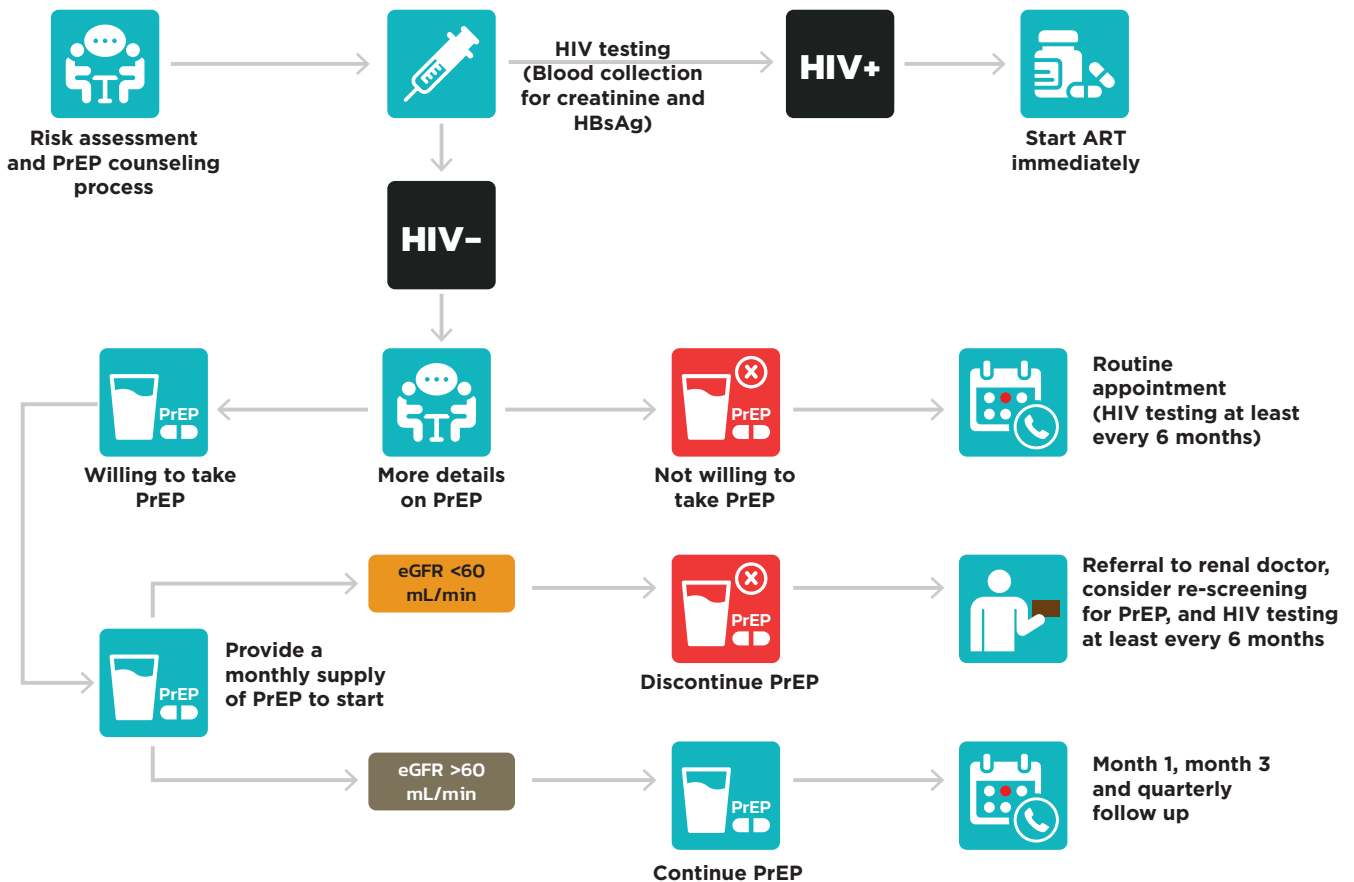 Risk assessment
and PrEP counseling
process
HIV testing
(Blood collection
for creatinine and
HBsAg)
HIV+
Start ART
immediately
HIV–
PrEP
Willing to take
PrEP
More details
on PrEP
PrEP
Not willing to
take PrEP
Routine
appointment
(HIV testing at least
every 6 months)
PrEP
Provide a
monthly supply
of PrEP to start
eGFR <60
mL/min
PrEP
Discontinue PrEP
Referral to renal doctor,
consider re-screening
for PrEP, and HIV testing
at least every 6 months
eGFR >60
mL/min
PrEP
Continue PrEP
Month 1, month 3
and quarterly
follow up